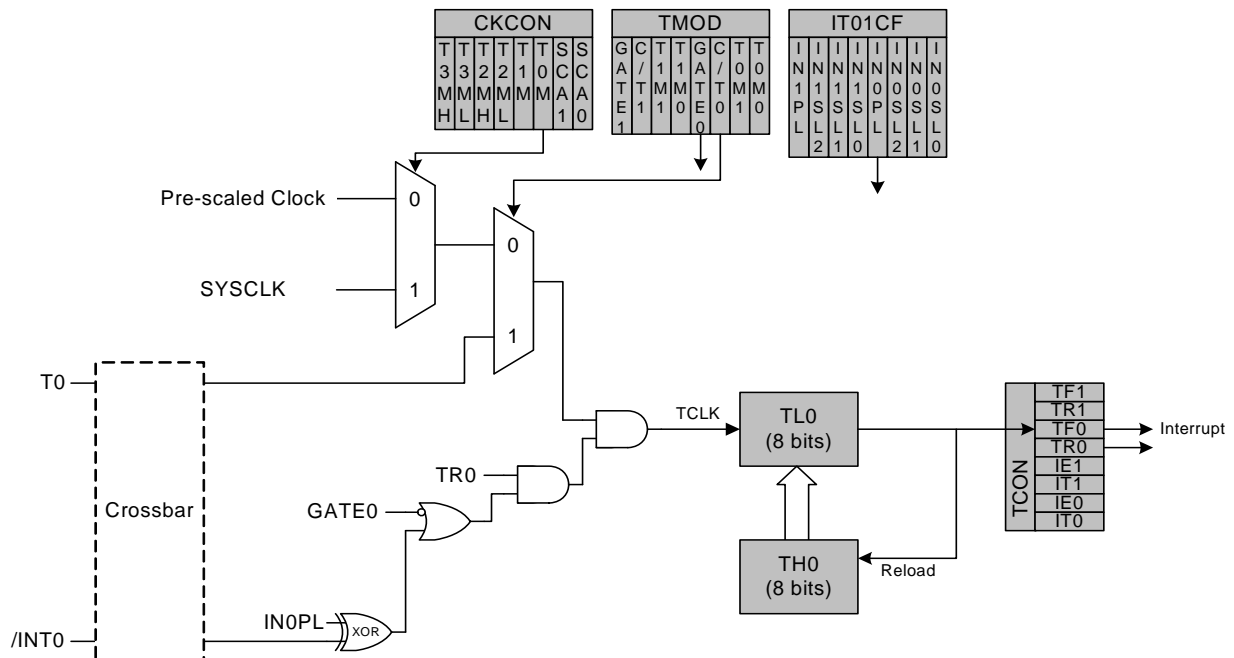 CKCON
T3MH
T3ML
T2MH
T2ML
T1M
T0M
SCA1
SCA0
TMOD
GATE1
C/T1
T1M1
T1M0
GATE0
C/T0
T0M1
T0M0
IT01CF
IN1PL
IN1SL2
IN1SL1
IN1SL0
IN0PL
IN0SL2
IN0SL1
IN0SL0
Pre-scaled Clock
0
SYSCLK
1
0
1
T0
Crossbar
/INT0
TR0
GATE0
IN0PL
XOR
TCLK
TL0
(8 bits)
TH0
(8 bits)
Reload
TCON
TF1
TR1
TF0
TR0
IE1
IT1
IE0
IT0
Interrupt